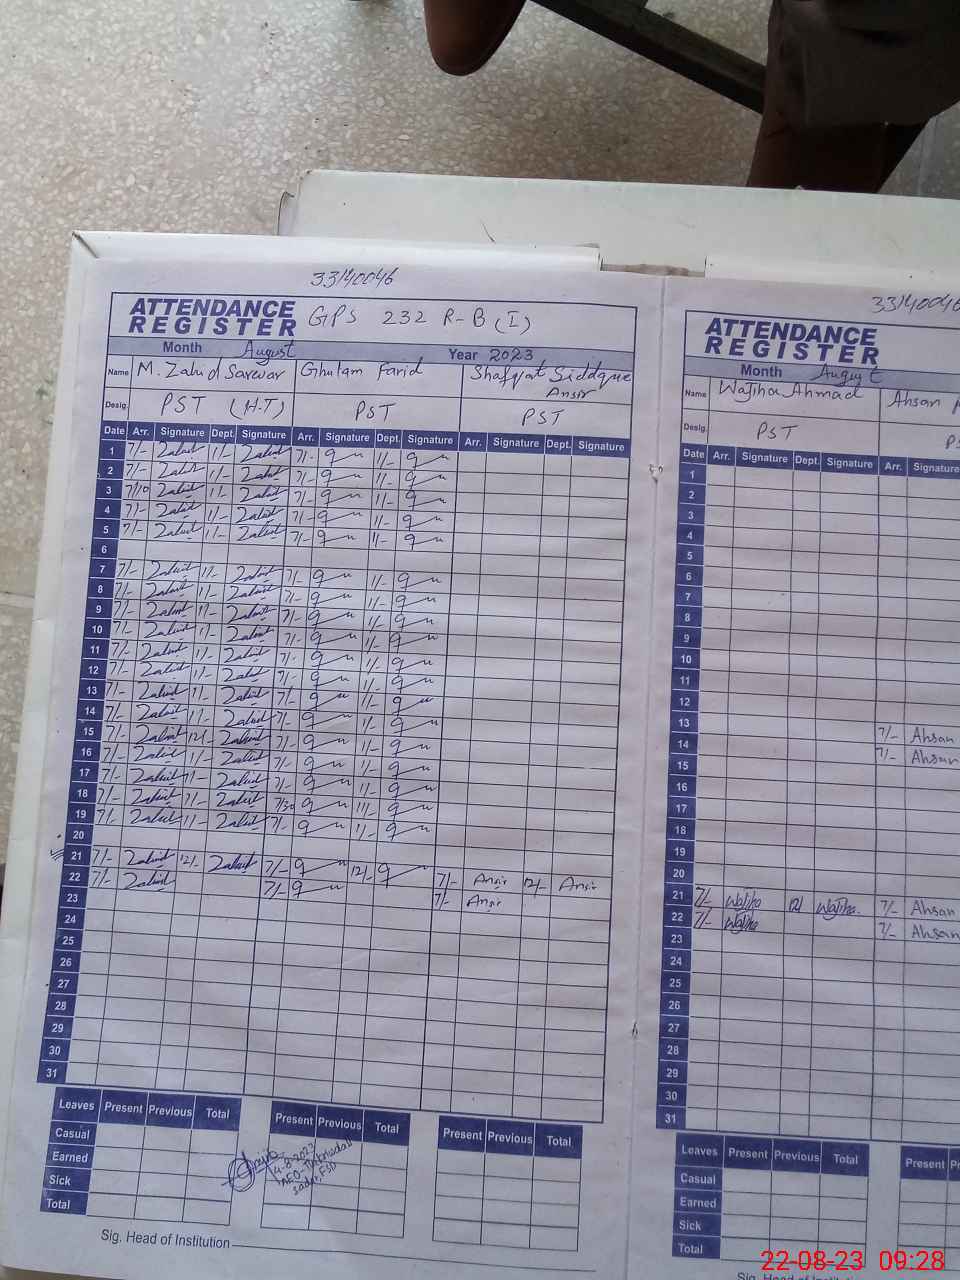 33140046
ATTENDANCE REGISTER GPS 232 R-B (I)
Month August Year 2023
Name M. Zahid Sarwar Ghulam Farid Shafqat Siddque Ansir
Desig. PST (H-T) PST PST
Date Arr. Signature Dept. Signature Arr. Signature Dept. Signature Arr. Signature Dept. Signature
1 7/- Zahid 1/- Zahid 7/- 1/-
2 7/- Zahid 1/- Zahid 7/- 1/-
3 7/10 Zahid 1/- Zahid 7/- 1/-
4 7/- Zahid 1/- Zahid 7/- 1/-
5 7/- Zahid 1/- Zahid 7/- 1/-
6
7 7/- Zahid 1/- Zahid 7/- 1/-
8 7/- Zahid 1/- Zahid 7/- 1/-
9 7/- Zahid 1/- Zahid 7/- 1/-
10 7/- Zahid 1/- Zahid 7/- 1/-
11 7/- Zahid 1/- Zahid 7/- 1/-
12 7/- Zahid 1/- Zahid 7/- 1/-
13 7/- Zahid 1/- Zahid 7/- 1/-
14 7/- Zahid 1/- Zahid 7/- 1/-
15 7/- Zahid 12/- Zahid 7/- 1/-
16 7/- Zahid 1/- Zahid 7/- 1/-
17 7/- Zahid 1/- Zahid 7/- 1/-
18 7/- Zahid 1/- Zahid 7/30 1/-
19 7/- Zahid 1/- Zahid 7/- 1/-
20
21 7/- Zahid 12/- Zahid 7/- 12/- 7/- Ansir 12/- Ansir
22 7/- Zahid 7/- 7/- Ansir
23
24
25
26
27
28
29
30
31
Leaves Present Previous Total Present Previous Total Present Previous Total
Casual
Earned
Sick
Total
Sig. Head of Institution
33140046
ATTENDANCE REGISTER
Month August
Name Wajiha Ahmad Ahsan
Desig. PST
Date Arr. Signature Dept. Signature Arr. Signature
1
2
3
4
5
6
7
8
9
10
11
12
13
14 7/- Ahsan
15 7/- Ahsan
16
17
18
19
20
21 7/- Wajiha 12/ Wajiha. 7/- Ahsan
22 7/- Wajiha 7/- Ahsan
23
24
25
26
27
28
29
30
31
Leaves Present Previous Total Present
Casual
Earned
Sick
Total
22-08-23 09:28